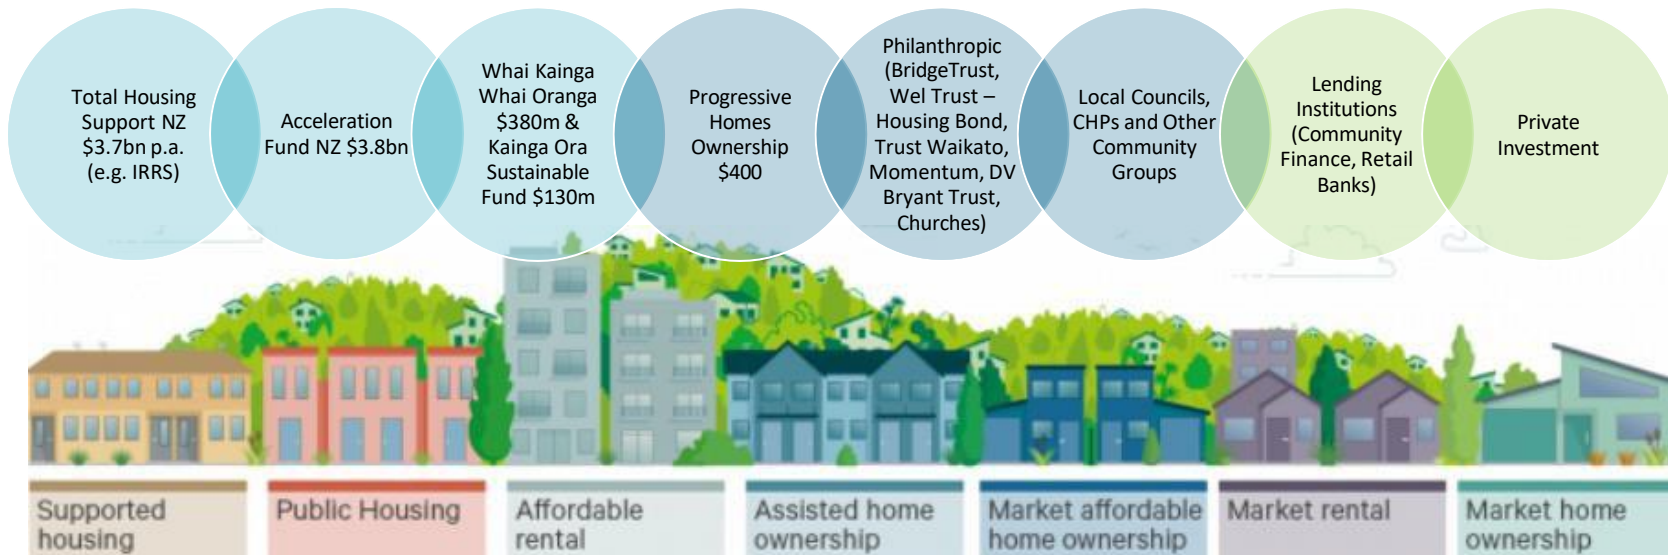 Total Housing
Support NZ
$3.7bn p.a.
(e.g. IRRS)
Acceleration
Fund NZ $3.8bn
Whai Kainga
Whai Oranga
$380m &
Kainga Ora
Sustainable
Fund $130m
Progressive
Homes
Ownership
$400
Philanthropic
(BridgeTrust,
Wel Trust –
Housing Bond,
Trust Waikato,
Momentum, DV
Bryant Trust,
Churches)
Local Councils,
CHPs and Other
Community
Groups
Lending
Institutions
(Community
Finance, Retail
Banks)
Private
Investment
Supported
housing
Public Housing
Affordable
rental
Assisted home
ownership
Market affordable
home ownership
Market rental
Market home
ownership